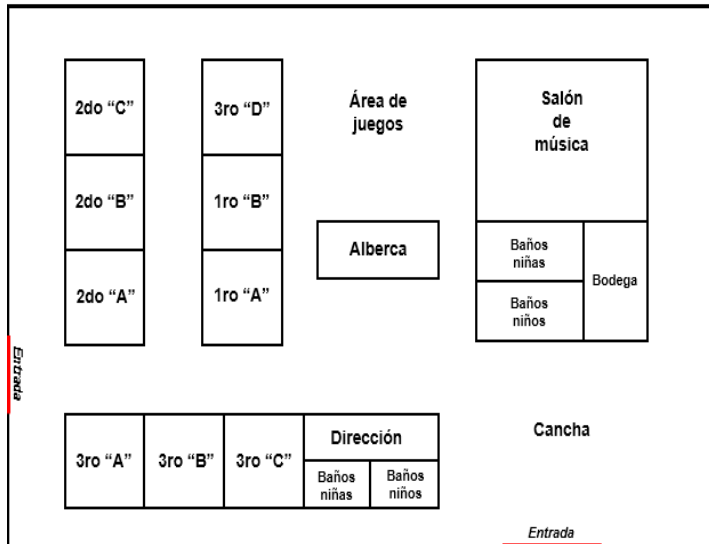 2do “C”
3ro “D”
Área de
juegos
Salón
de
música
2do “B”
1ro “B”
Alberca
Baños
niñas
Bodega
2do “A”
1ro “A”
Baños
niños
Entrada
3ro “A”
3ro “B”
3ro “C”
Dirección
Baños
niñas
Baños
niños
Cancha
Entrada